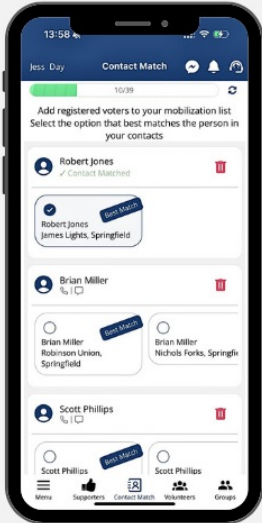 13:58
Jess Day
Contact Match
10/39
Add registered voters to your mobilization list
Select the option that best matches the person in
your contacts
Robert Jones
✓ Contact Matched
Best Match
Robert Jones
James Lights, Springfield
Brian Miller
Best Match
Brian Miller
Robinson Union,
Springfield
Brian Miller
Nichols Forks, Springfie
Scott Phillips
Best Match
Scott Phillips
Scott Phillips
Menu
Supporters
Contact Match
Volunteers
Groups